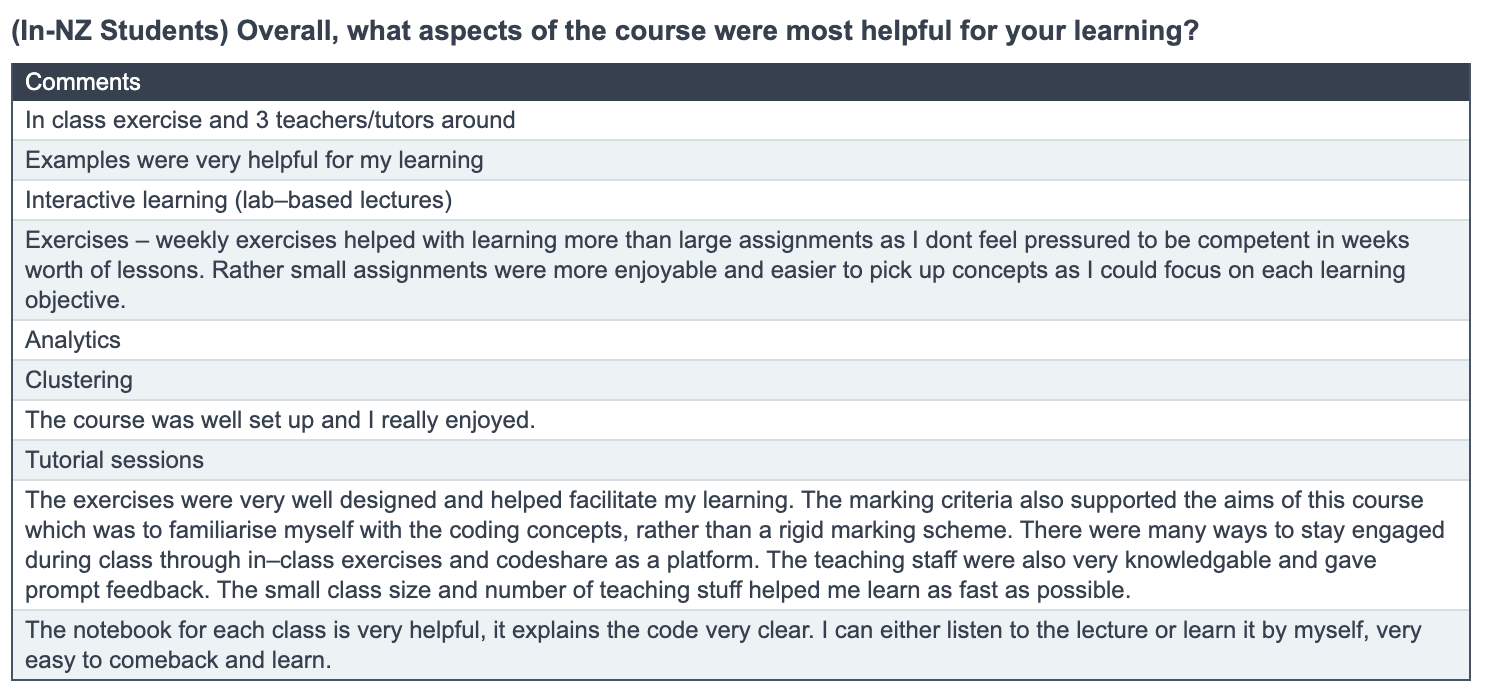 (In-NZ Students) Overall, what aspects of the course were most helpful for your learning?
Comments
In class exercise and 3 teachers/tutors around
Examples were very helpful for my learning
Interactive learning (lab–based lectures)
Exercises – weekly exercises helped with learning more than large assignments as I dont feel pressured to be competent in weeks
worth of lessons. Rather small assignments were more enjoyable and easier to pick up concepts as I could focus on each learning
objective.
Analytics
Clustering
The course was well set up and I really enjoyed.
Tutorial sessions
The exercises were very well designed and helped facilitate my learning. The marking criteria also supported the aims of this course
which was to familiarise myself with the coding concepts, rather than a rigid marking scheme. There were many ways to stay engaged
during class through in–class exercises and codeshare as a platform. The teaching staff were also very knowledgable and gave
prompt feedback. The small class size and number of teaching stuff helped me learn as fast as possible.
The notebook for each class is very helpful, it explains the code very clear. I can either listen to the lecture or learn it by myself, very
easy to comeback and learn.